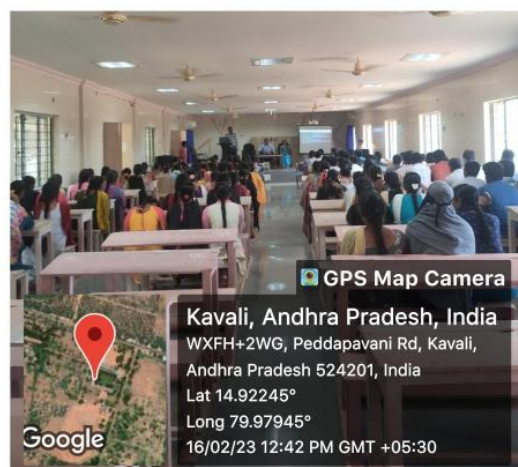 GPS Map Camera
Kavali, Andhra Pradesh, India
WXFH+2WG, Peddapavani Rd, Kavali,
Andhra Pradesh 524201, India
Lat 14.92245°
Long 79.97945°
16/02/23 12:42 PM GMT +05:30
Google